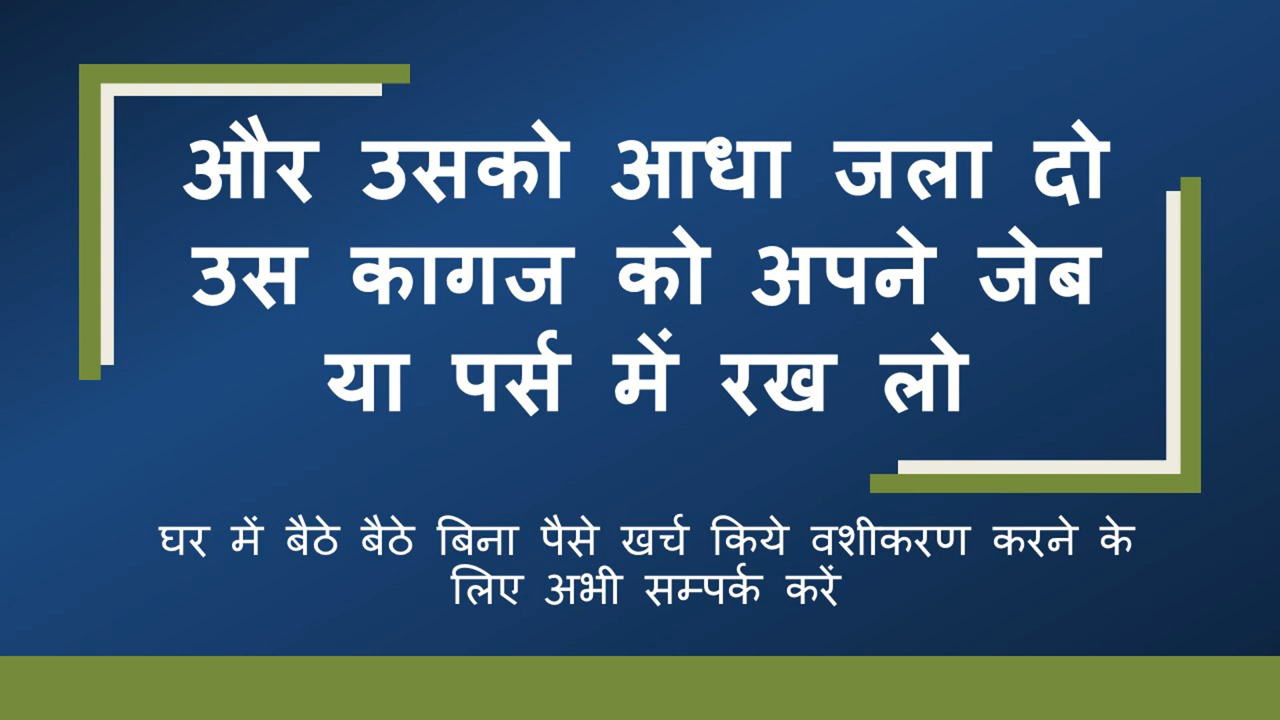 और उसको आधा जला दो
उस कागज को अपने जेब
या पर्स में रख लो
घर में बैठे बैठे बिना पैसे खर्च किये वशीकरण करने के
लिए अभी सम्पर्क करें